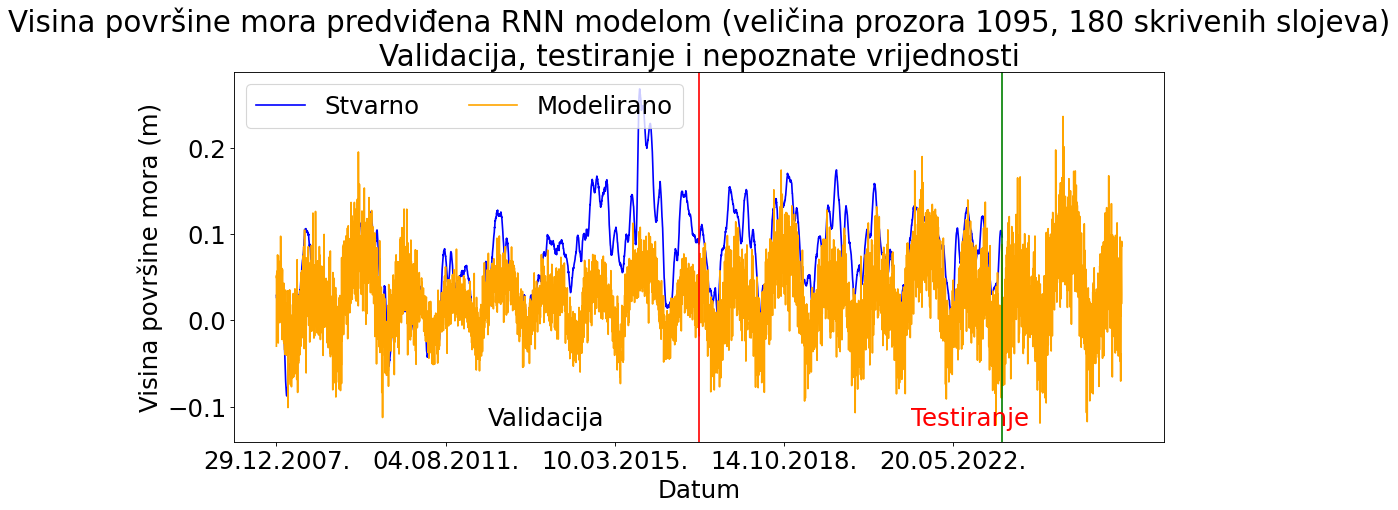 Visina površine mora predviđena RNN modelom (veličina prozora 1095, 180 skrivenih slojeva)
Validacija, testiranje i nepoznate vrijednosti
Stvarno Modelirano
Visina površine mora (m)
0.2
0.1
0.0
−0.1
Validacija Testiranje
29.12.2007. 04.08.2011. 10.03.2015. 14.10.2018. 20.05.2022.
Datum